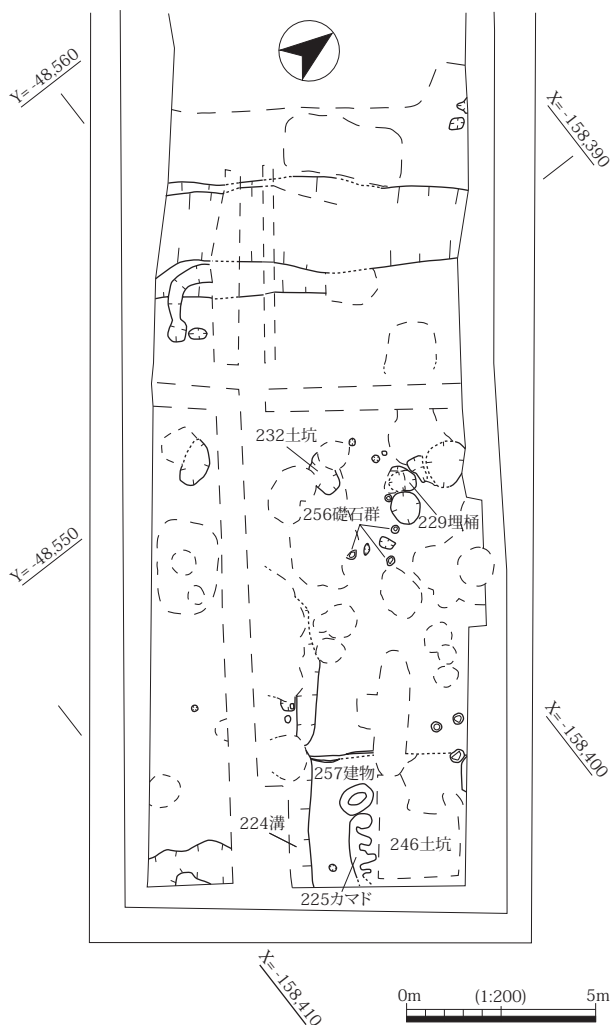 Y= -48,560
X= -158,390
232土坑
256礎石群
229埋桶
Y= -48,550
X= -158,400
257建物
224溝
246土坑
225カマド
X= -158,410
0m (1:200) 5m